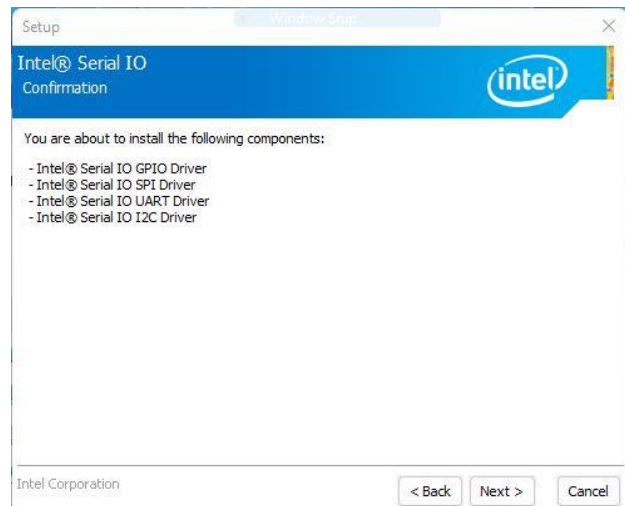 Window Snip
Setup
Intel® Serial IO
Confirmation
intel
You are about to install the following components:
- Intel® Serial IO GPIO Driver
- Intel® Serial IO SPI Driver
- Intel® Serial IO UART Driver
- Intel® Serial IO I2C Driver
Intel Corporation
< Back
Next >
Cancel